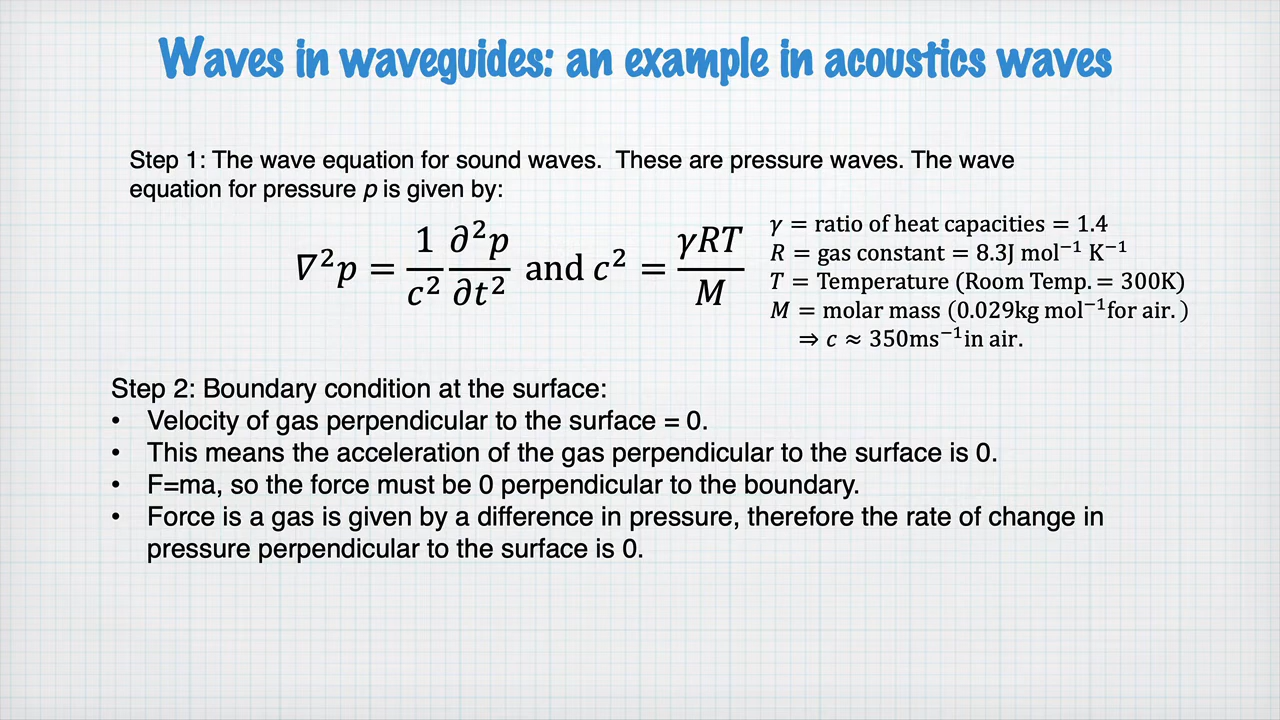 Waves in waveguides: an example in acoustics waves
Step 1: The wave equation for sound waves.  These are pressure waves. The wave
equation for pressure p is given by:
∇²p = 1/c² ∂²p/∂t² and c² = γRT/M
γ = ratio of heat capacities = 1.4
R = gas constant = 8.3J mol⁻¹ K⁻¹
T = Temperature (Room Temp. = 300K)
M = molar mass (0.029kg mol⁻¹for air. )
⇒ c ≈ 350ms⁻¹in air.
Step 2: Boundary condition at the surface:
• Velocity of gas perpendicular to the surface = 0.
• This means the acceleration of the gas perpendicular to the surface is 0.
• F=ma, so the force must be 0 perpendicular to the boundary.
• Force is a gas is given by a difference in pressure, therefore the rate of change in
pressure perpendicular to the surface is 0.